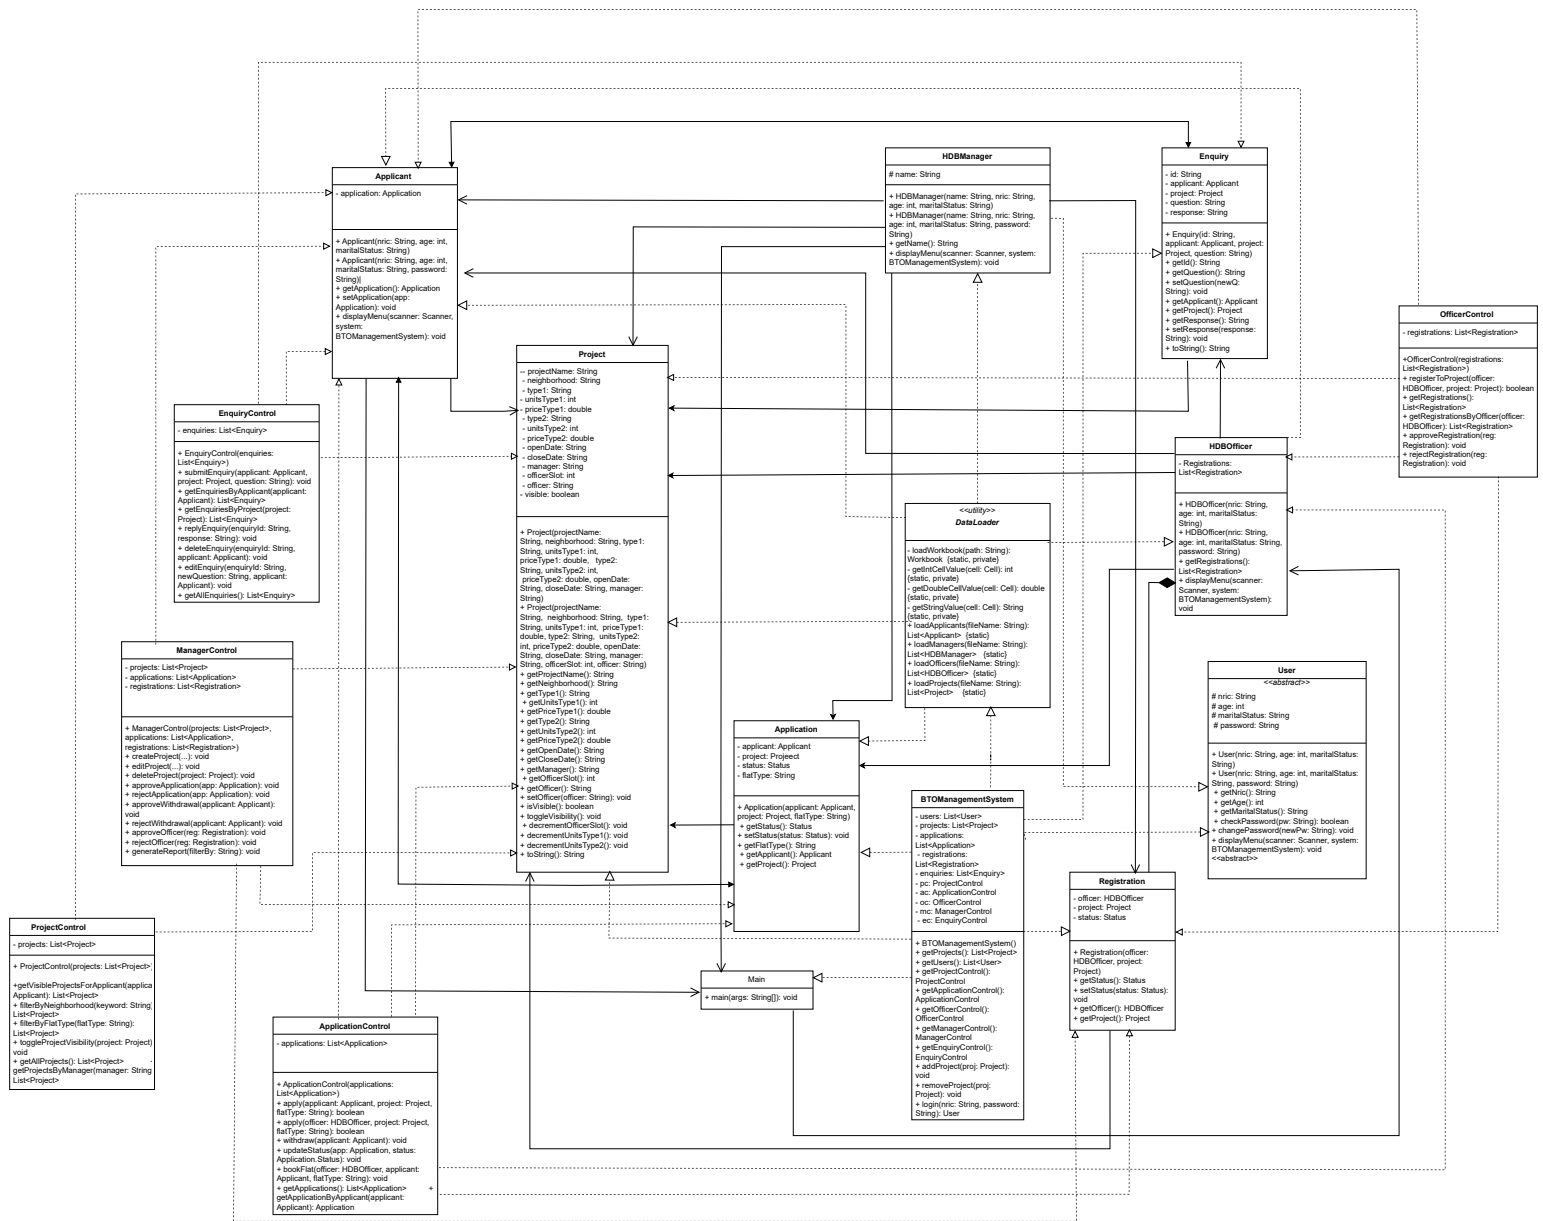 Applicant
- application: Application
+ Applicant(nric: String, age: int,
maritalStatus: String)
+ Applicant(nric: String, age: int,
maritalStatus: String, password:
String)|
+ getApplication(): Application
+ setApplication(app:
Application): void
+ displayMenu(scanner: Scanner,
system:
BTOManagementSystem): void
HDBManager
# name: String
+ HDBManager(name: String, nric: String,
age: int, maritalStatus: String)
+ HDBManager(name: String, nric: String,
age: int, maritalStatus: String, password:
String)
+ getName(): String
+ displayMenu(scanner: Scanner, system:
BTOManagementSystem): void
Enquiry
- id: String
- applicant: Applicant
- project: Project
- question: String
- response: String
+ Enquiry(id: String,
applicant: Applicant, project:
Project, question: String)
+ getId(): String
+ getQuestion(): String
+ setQuestion(newQ:
String): void
+ getApplicant(): Applicant
+ getProject(): Project
+ getResponse(): String
+ setResponse(response:
String): void
+ toString(): String
OfficerControl
- registrations: List<Registration>
+OfficerControl(registrations:
List<Registration>)
+ registerToProject(officer:
HDBOfficer, project: Project): boolean
+ getRegistrations():
List<Registration>
+ getRegistrationsByOfficer(officer:
HDBOfficer): List<Registration>
+ approveRegistration(reg:
Registration): void
+ rejectRegistration(reg:
Registration): void
Project
-- projectName: String
- neighborhood: String
- type1: String
- unitsType1: int
- priceType1: double
- type2: String
- unitsType2: int
- priceType2: double
- openDate: String
- closeDate: String
- manager: String
- officerSlot: int
- officer: String
- visible: boolean
+ Project(projectName:
String, neighborhood: String, type1:
String, unitsType1: int,
priceType1: double, type2:
String, unitsType2: int,
priceType2: double, openDate:
String, closeDate: String, manager:
String)
+ Project(projectName:
String, neighborhood: String, type1:
String, unitsType1: int, priceType1:
double, type2: String, unitsType2:
int, priceType2: double, openDate:
String, closeDate: String, manager:
String, officerSlot: int, officer: String)
+ getProjectName(): String
+ getNeighborhood(): String
+ getType1(): String
+ getUnitsType1(): int
+ getPriceType1(): double
+ getType2(): String
+ getUnitsType2(): int
+ getPriceType2(): double
+ getOpenDate(): String
+ getCloseDate(): String
+ getManager(): String
+ getOfficerSlot(): int
+ getOfficer(): String
+ setOfficer(officer: String): void
+ isVisible(): boolean
+ toggleVisibility(): void
+ decrementOfficerSlot(): void
+ decrementUnitsType1(): void
+ decrementUnitsType2(): void
+ toString(): String
EnquiryControl
- enquiries: List<Enquiry>
+ EnquiryControl(enquiries:
List<Enquiry>)
+ submitEnquiry(applicant: Applicant,
project: Project, question: String): void
+ getEnquiriesByApplicant(applicant:
Applicant): List<Enquiry>
+ getEnquiriesByProject(project:
Project): List<Enquiry>
+ replyEnquiry(enquiryId: String,
response: String): void
+ deleteEnquiry(enquiryId: String,
applicant: Applicant): void
+ editEnquiry(enquiryId: String,
newQuestion: String, applicant:
Applicant): void
+ getAllEnquiries(): List<Enquiry>
HDBOfficer
- Registrations:
List<Registration>
+ HDBOfficer(nric: String,
age: int, maritalStatus:
String)
+ HDBOfficer(nric: String,
age: int, maritalStatus: String,
password: String)
+ getRegistrations():
List<Registration>
+ displayMenu(scanner:
Scanner, system:
BTOManagementSystem):
void
<<utility>>
DataLoader
- loadWorkbook(path: String):
Workbook {static, private}
- getIntCellValue(cell: Cell): int
{static, private}
- getDoubleCellValue(cell: Cell): double
{static, private}
- getStringValue(cell: Cell): String
{static, private}
+ loadApplicants(fileName: String):
List<Applicant> {static}
+ loadManagers(fileName: String):
List<HDBManager> {static}
+ loadOfficers(fileName: String):
List<HDBOfficer> {static}
+ loadProjects(fileName: String):
List<Project> {static}
ManagerControl
- projects: List<Project>
- applications: List<Application>
- registrations: List<Registration>
+ ManagerControl(projects: List<Project>,
applications: List<Application>,
registrations: List<Registration>)
+ createProject(...): void
+ editProject(...): void
+ deleteProject(project: Project): void
+ approveApplication(app: Application): void
+ rejectApplication(app: Application): void
+ approveWithdrawal(applicant: Applicant):
void
+ rejectWithdrawal(applicant: Applicant): void
+ approveOfficer(reg: Registration): void
+ rejectOfficer(reg: Registration): void
+ generateReport(filterBy: String): void
User
<<abstract>>
# nric: String
# age: int
# maritalStatus: String
# password: String
+ User(nric: String, age: int, maritalStatus:
String)
+ User(nric: String, age: int, maritalStatus:
String, password: String)
+ getNric(): String
+ getAge(): int
+ getMaritalStatus(): String
+ checkPassword(pw: String): boolean
+ changePassword(newPw: String): void
+ displayMenu(scanner: Scanner, system:
BTOManagementSystem): void
<<abstract>>
Application
- applicant: Applicant
- project: Projeect
- status: Status
- flatType: String
+ Application(applicant: Applicant,
project: Project, flatType: String)
+ getStatus(): Status
+ setStatus(status: Status): void
+ getFlatType(): String
+ getApplicant(): Applicant
+ getProject(): Project
BTOManagementSystem
- users: List<User>
- projects: List<Project>
- applications:
List<Application>
- registrations:
List<Registration>
- enquiries: List<Enquiry>
- pc: ProjectControl
- ac: ApplicationControl
- oc: OfficerControl
- mc: ManagerControl
- ec: EnquiryControl
+ BTOManagementSystem()
+ getProjects(): List<Project>
+ getUsers(): List<User>
+ getProjectControl():
ProjectControl
+ getApplicationControl():
ApplicationControl
+ getOfficerControl():
OfficerControl
+ getManagerControl():
ManagerControl
+ getEnquiryControl():
EnquiryControl
+ addProject(proj: Project):
void
+ removeProject(proj:
Project): void
+ login(nric: String, password:
String): User
Registration
- officer: HDBOfficer
- project: Project
- status: Status
+ Registration(officer:
HDBOfficer, project:
Project)
+ getStatus(): Status
+ setStatus(status: Status):
void
+ getOfficer(): HDBOfficer
+ getProject(): Project
ProjectControl
- projects: List<Project>
+ ProjectControl(projects: List<Project>)
+getVisibleProjectsForApplicant(applica
Applicant): List<Project>
+ filterByNeighborhood(keyword: String)
List<Project>
+ filterByFlatType(flatType: String):
List<Project>
+ toggleProjectVisibility(project: Project)
void
+ getAllProjects(): List<Project>
getProjectsByManager(manager: String
List<Project>
Main
+ main(args: String[]): void
ApplicationControl
- applications: List<Application>
+ ApplicationControl(applications:
List<Application>)
+ apply(applicant: Applicant, project: Project,
flatType: String): boolean
+ apply(officer: HDBOfficer, project: Project,
flatType: String): boolean
+ withdraw(applicant: Applicant): void
+ updateStatus(app: Application, status:
Application.Status): void
+ bookFlat(officer: HDBOfficer, applicant:
Applicant, flatType: String): void
+ getApplications(): List<Application> +
getApplicationByApplicant(applicant:
Applicant): Application